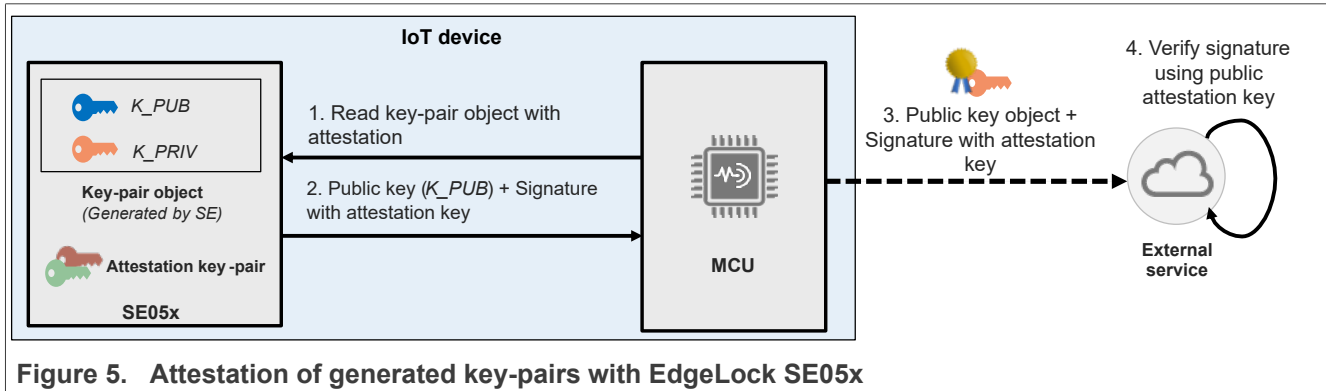 IoT device
K_PUB
K_PRIV
Key-pair object
(Generated by SE)
Attestation key -pair
SE05x
1. Read key-pair object with
attestation
2. Public key (K_PUB) + Signature
with attestation key
MCU
3. Public key object +
Signature with attestation
key
4. Verify signature
using public
attestation key
External
service
Figure 5. Attestation of generated key-pairs with EdgeLock SE05x